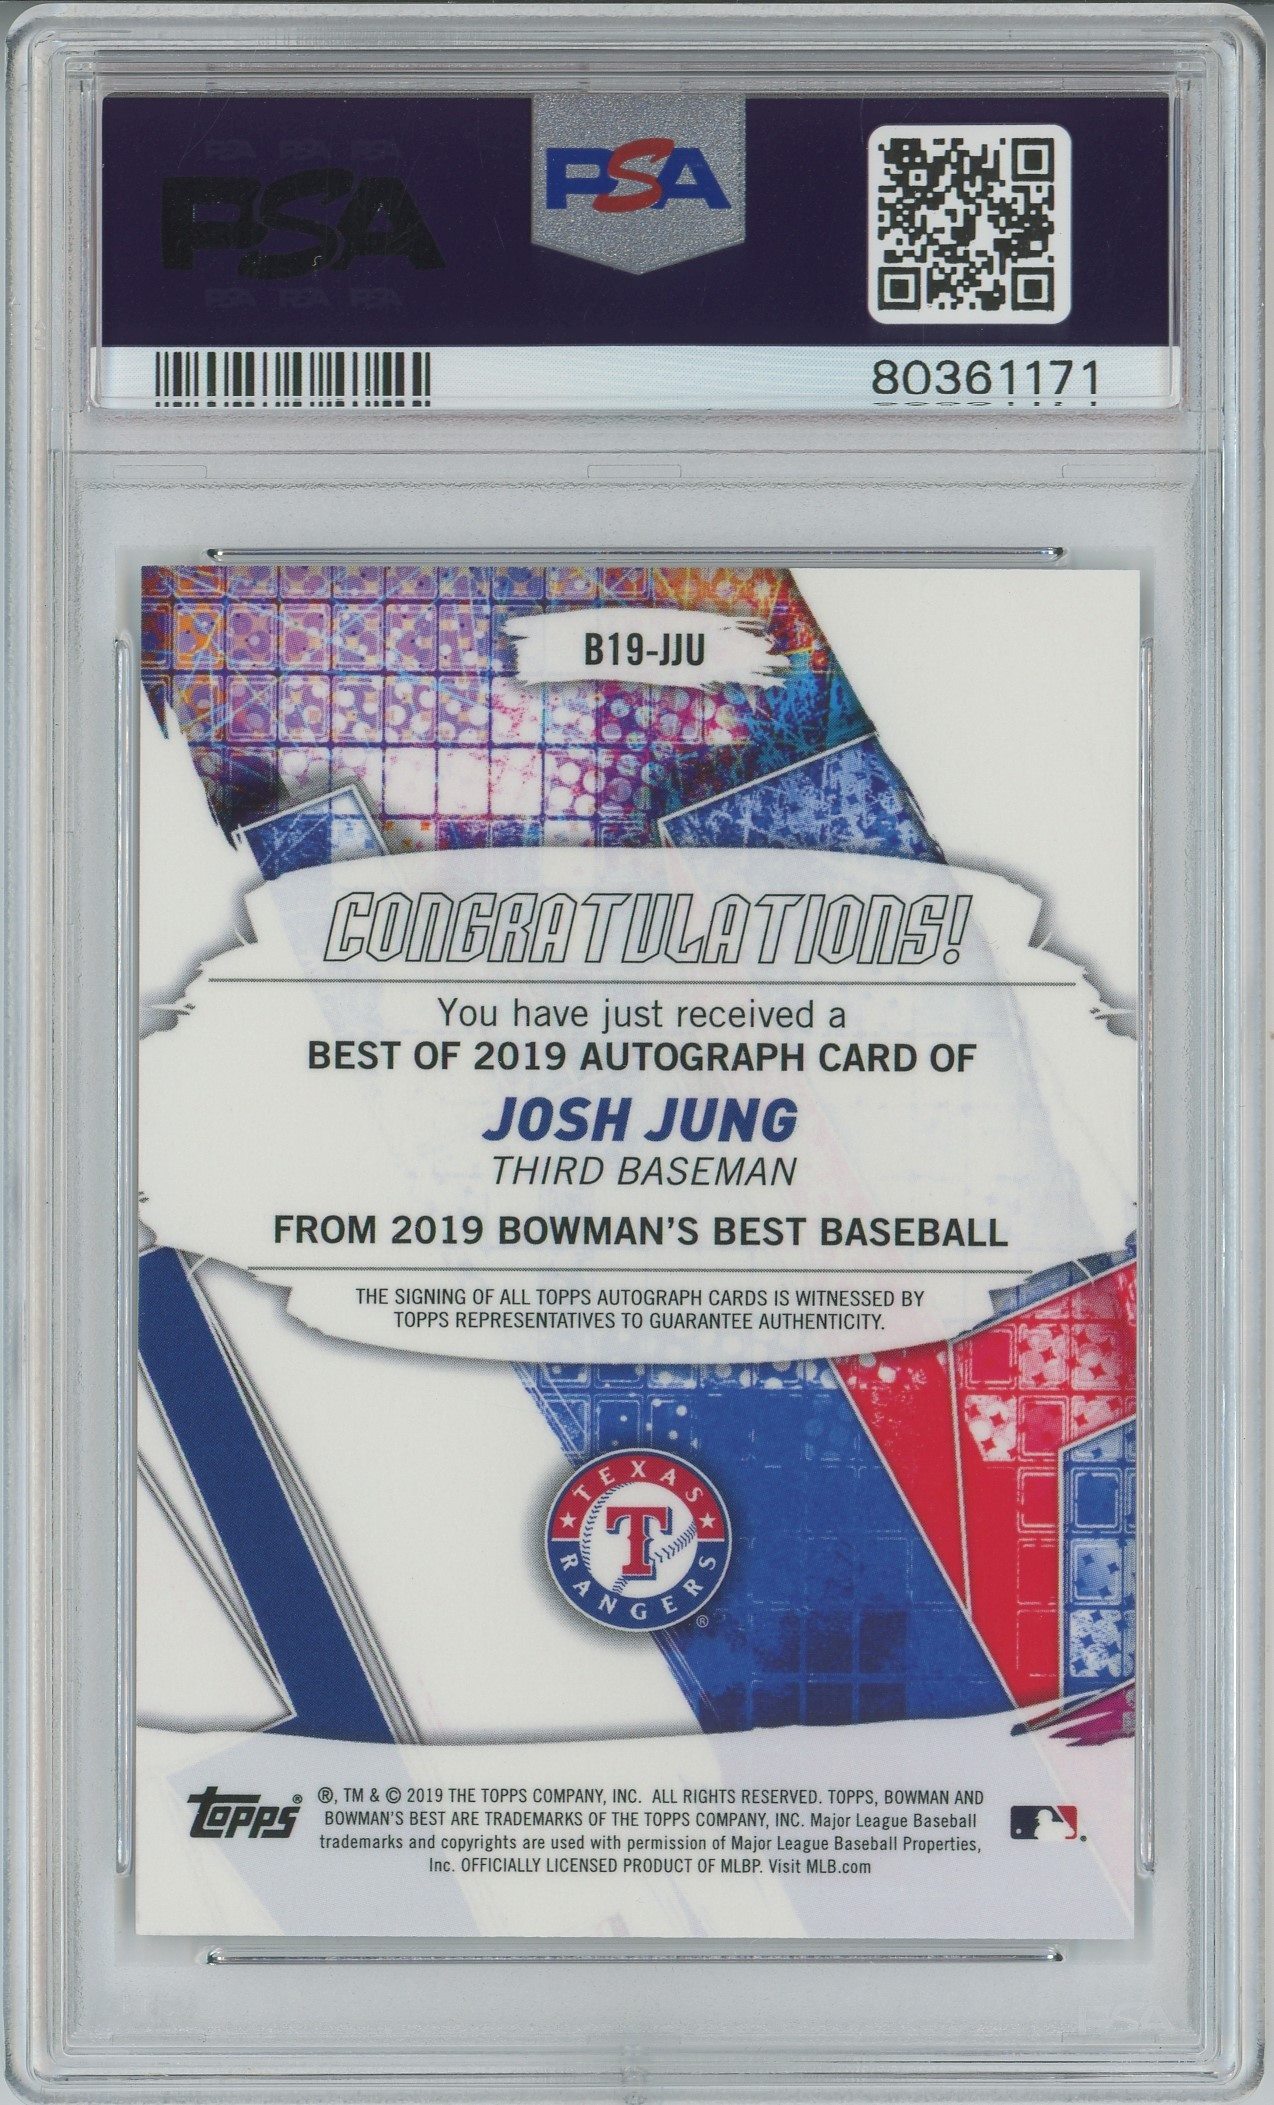 PSA
PSA
80361171
B19-JJU
CONGRATULATIONS!
You have just received a
BEST OF 2019 AUTOGRAPH CARD OF
JOSH JUNG
THIRD BASEMAN
FROM 2019 BOWMAN'S BEST BASEBALL
THE SIGNING OF ALL TOPPS AUTOGRAPH CARDS IS WITNESSED BY
TOPPS REPRESENTATIVES TO GUARANTEE AUTHENTICITY.
TEXAS
T
RANGERS®
topps®
®, TM & © 2019 THE TOPPS COMPANY, INC. ALL RIGHTS RESERVED. TOPPS, BOWMAN AND
BOWMAN'S BEST ARE TRADEMARKS OF THE TOPPS COMPANY, INC. Major League Baseball
trademarks and copyrights are used with permission of Major League Baseball Properties,
Inc. OFFICIALLY LICENSED PRODUCT OF MLBP. Visit MLB.com